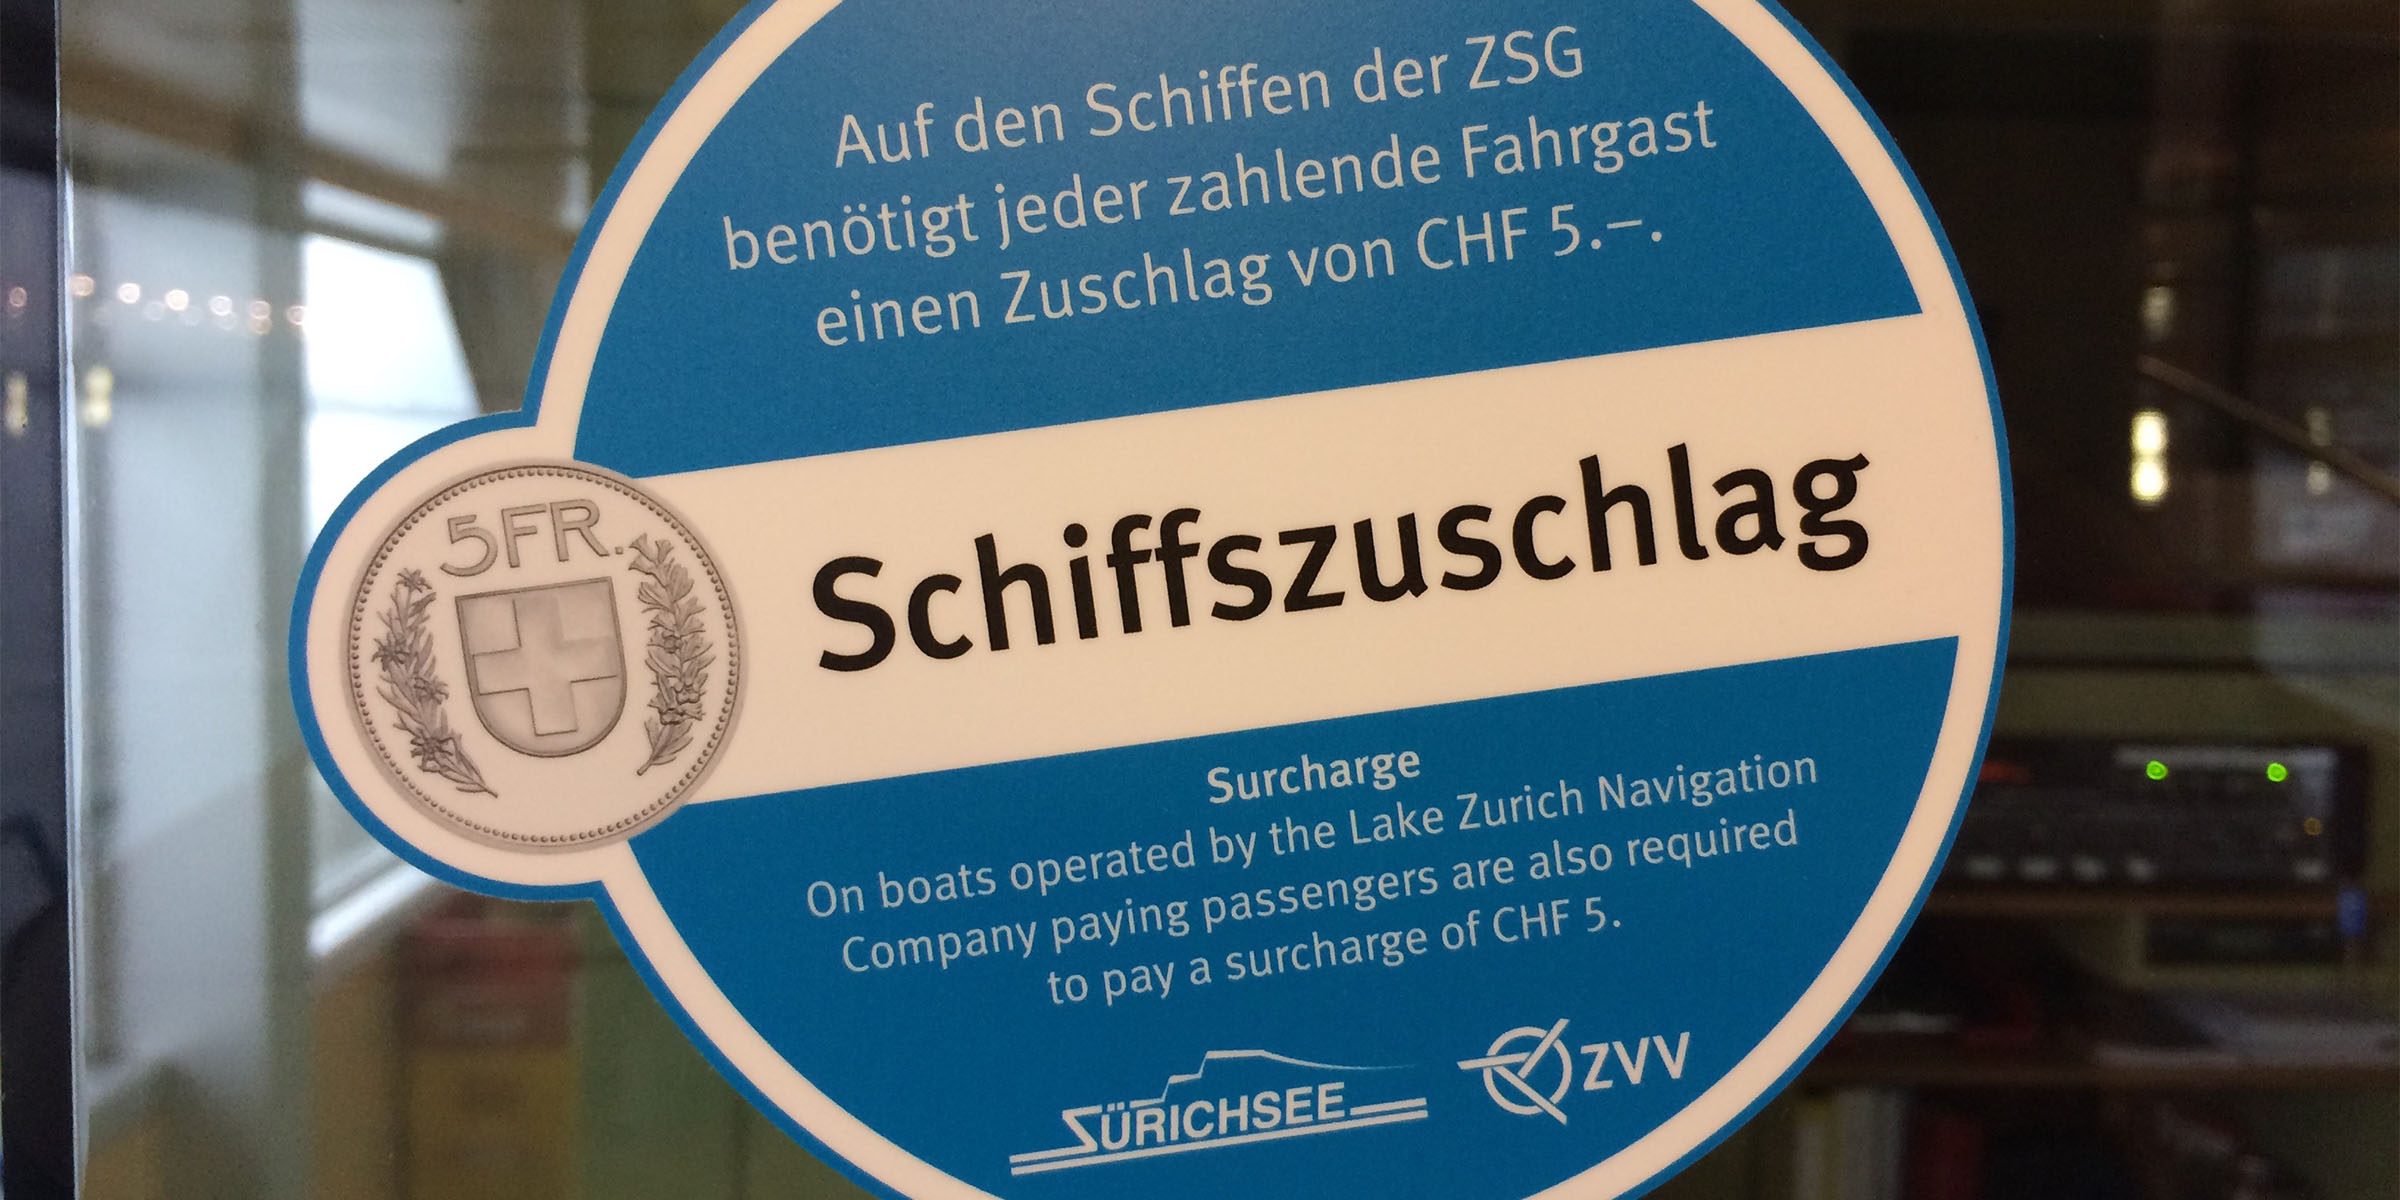 Auf den Schiffen der ZSG
benötigt jeder zahlende Fahrgast
einen Zuschlag von CHF 5.–.
5FR.
Schiffszuschlag
Surcharge
On boats operated by the Lake Zurich Navigation
Company paying passengers are also required
to pay a surcharge of CHF 5.
ZÜRICHSEE
ZVV